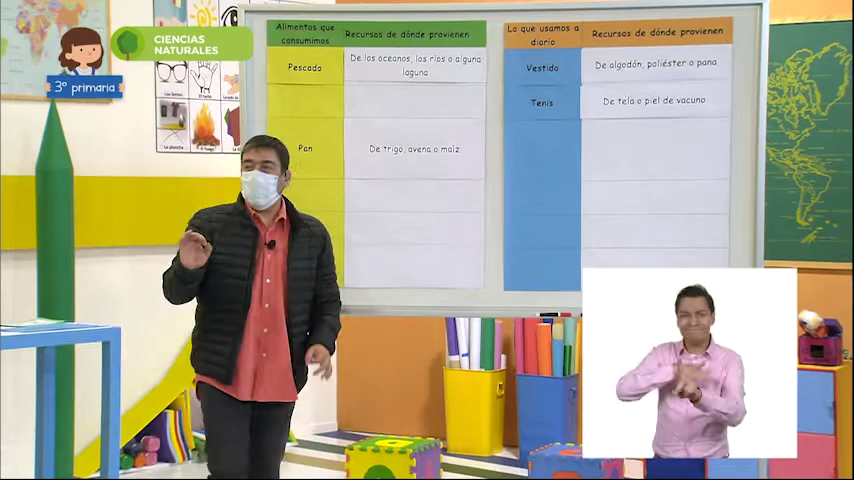 CIENCIAS
NATURALES
3° primaria
Alimentos que
consumimos
Recursos de dónde provienen
Pescado
De los oceanos, los ríos o alguna
laguna
Pan
De trigo, avena o maíz
Lo que usamos a
diario
Recursos de dónde provienen
Vestido
De algodón, poliéster o pana
Tenis
De tela o piel de vacuno